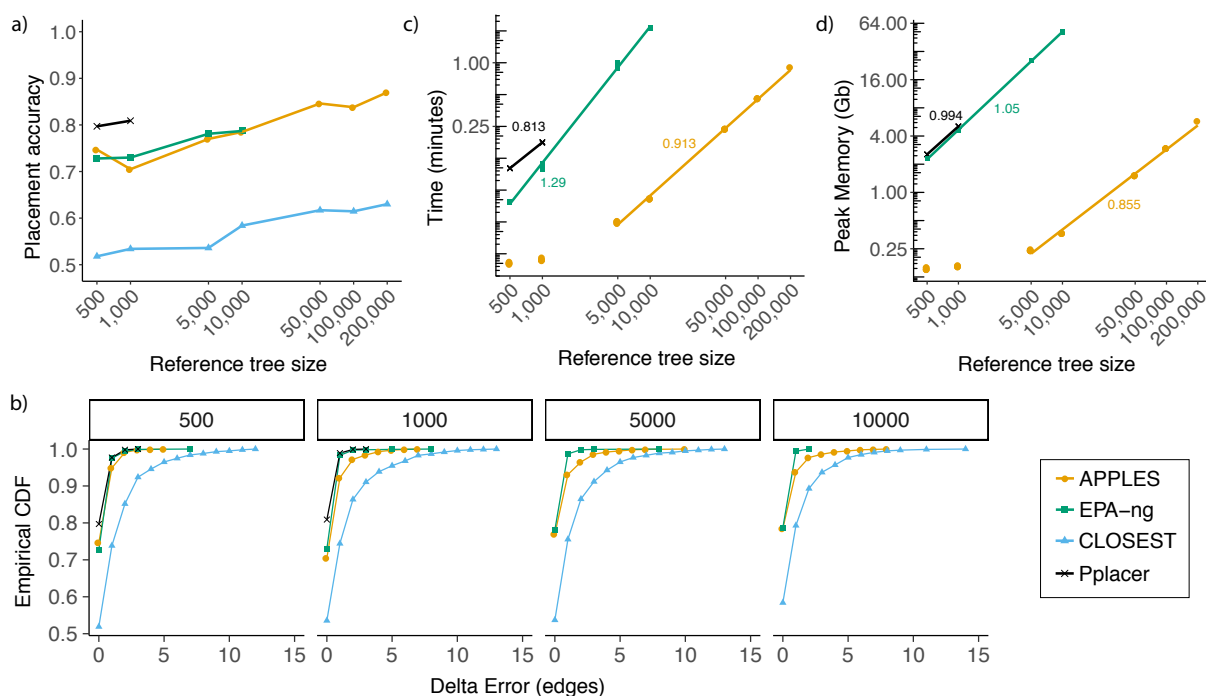 a)
Placement accuracy
1.0
0.9
0.8
0.7
0.6
0.5
500
1,000
5,000
10,000
50,000
100,000
200,000
Reference tree size
c)
Time (minutes)
1.00
0.25
0.813
1.29
0.913
500
1,000
5,000
10,000
50,000
100,000
200,000
Reference tree size
d)
Peak Memory (Gb)
64.00
16.00
4.00
1.00
0.25
0.994
1.05
0.855
500
1,000
5,000
10,000
50,000
100,000
200,000
Reference tree size
b)
500
1000
5000
10000
Empirical CDF
1.0
0.9
0.8
0.7
0.6
0.5
0 5 10 15
0 5 10 15
0 5 10 15
0 5 10 15
Delta Error (edges)
APPLES
EPA−ng
CLOSEST
Pplacer